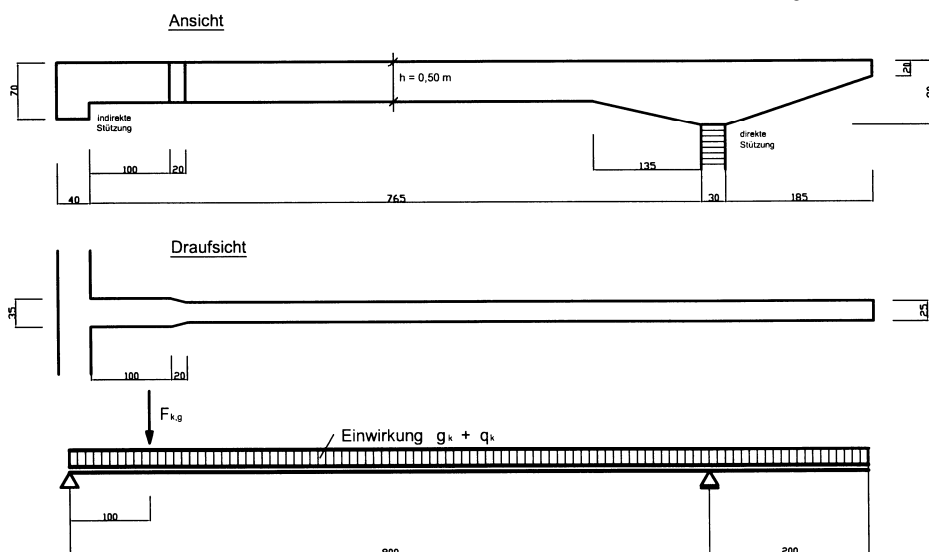 Ansicht
70
h = 0,50 m
20
indirekte
Stützung
direkte
Stützung
100
20
135
40
765
30
185
Draufsicht
35
25
100
20
Fk,g
Einwirkung gk + qk
100
200